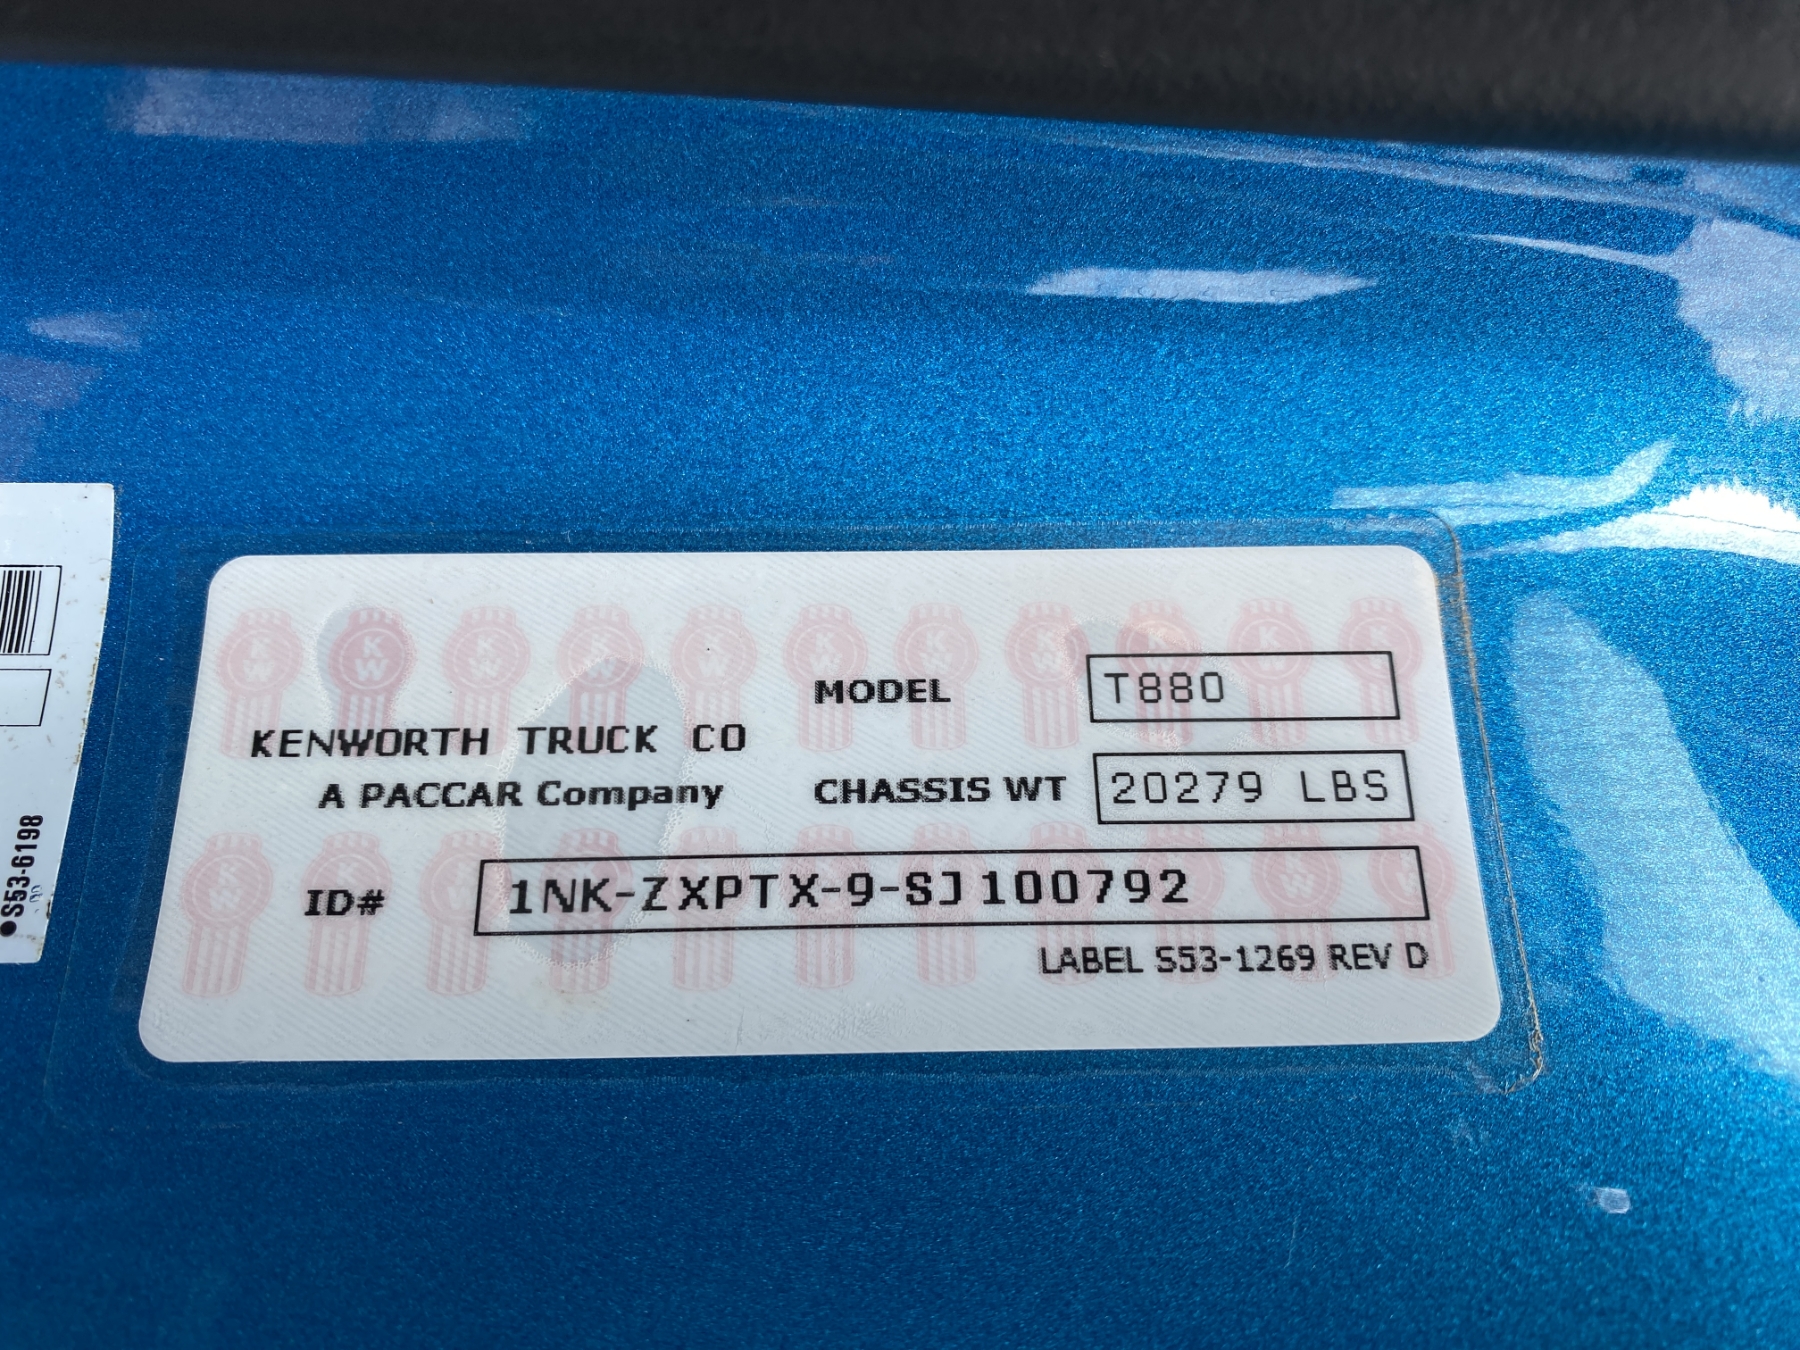 MODEL T880
KENWORTH TRUCK CO
A PACCAR Company
CHASSIS WT 20279 LBS
ID# 1NK-ZXPTX-9-SJ100792
LABEL S53-1269 REV D
•S53-6198